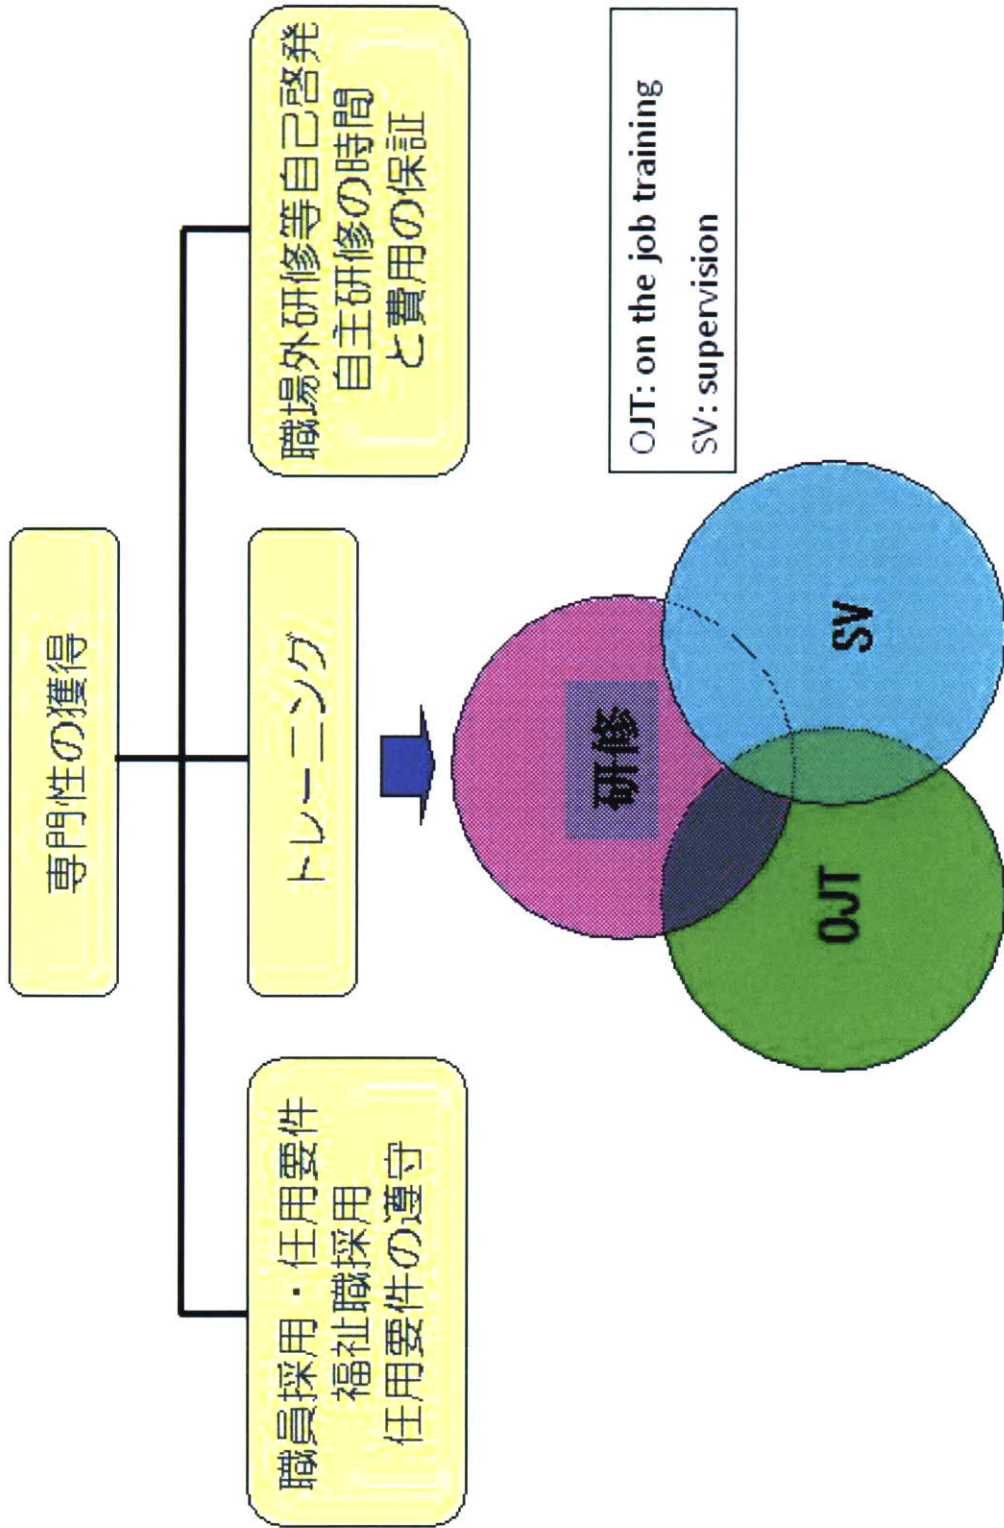 専門性の獲得
職員採用・任用要件
福祉職採用
任用要件の遵守
トレーニング
職場外研修等自己啓発
自主研修の時間
と費用の保証
研修
OJT
SV
OJT: on the job training
SV: supervision